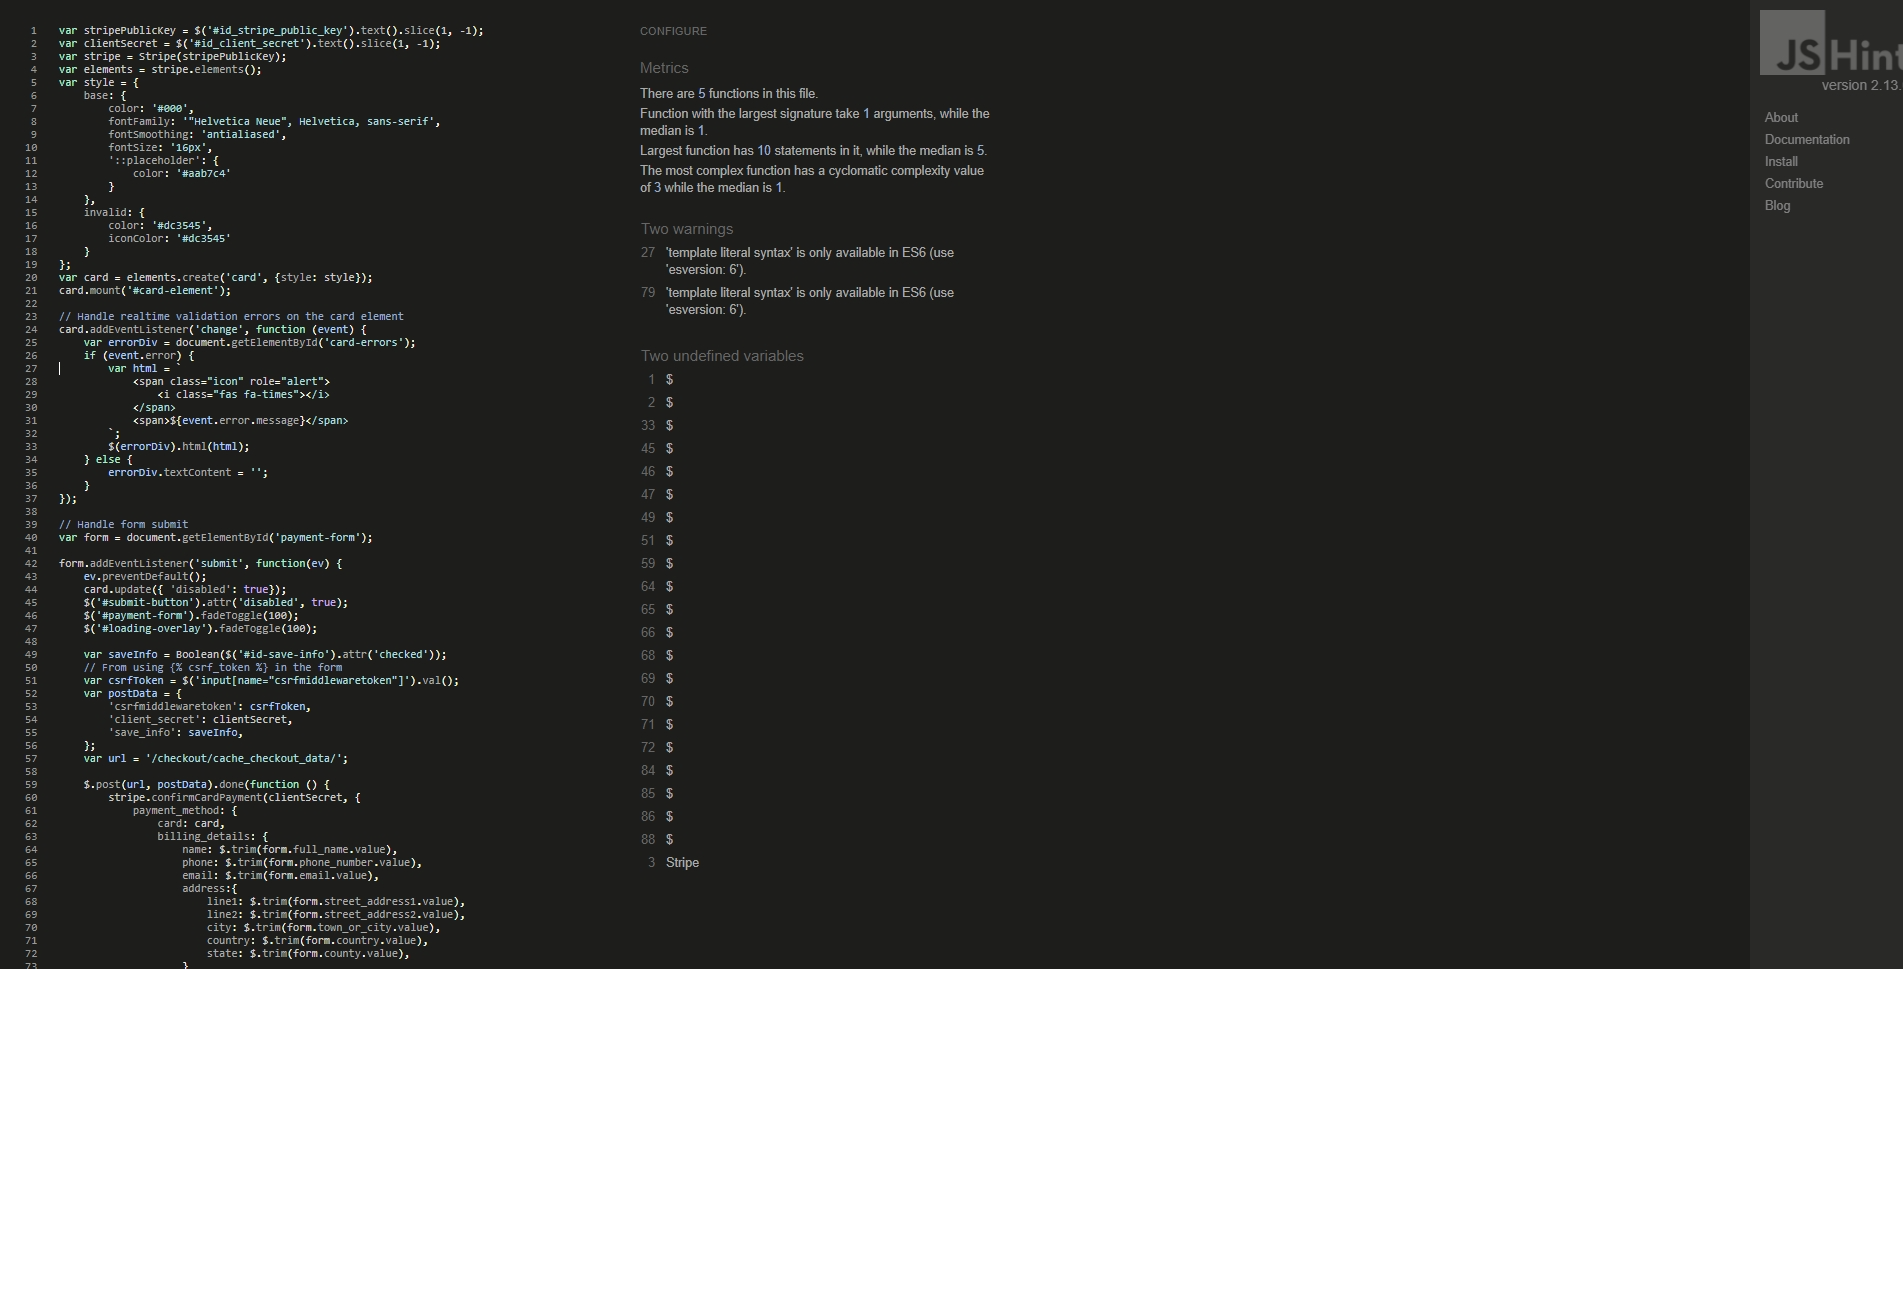 1 var stripePublicKey = $('#id_stripe_public_key').text().slice(1, -1);
2 var clientSecret = $('#id_client_secret').text().slice(1, -1);
3 var stripe = Stripe(stripePublicKey);
4 var elements = stripe.elements();
5 var style = {
6 base: {
7 color: '#000',
8 fontFamily: '"Helvetica Neue", Helvetica, sans-serif',
9 fontSmoothing: 'antialiased',
10 fontSize: '16px',
11 '::placeholder': {
12 color: '#aab7c4'
13 }
14 },
15 invalid: {
16 color: '#dc3545',
17 iconColor: '#dc3545'
18 }
19 };
20 var card = elements.create('card', {style: style});
21 card.mount('#card-element');
22
23 // Handle realtime validation errors on the card element
24 card.addEventListener('change', function (event) {
25 var errorDiv = document.getElementById('card-errors');
26 if (event.error) {
27 var html = `
28 <span class="icon" role="alert">
29 <i class="fas fa-times"></i>
30 </span>
31 <span>${event.error.message}</span>
32 `;
33 $(errorDiv).html(html);
34 } else {
35 errorDiv.textContent = '';
36 }
37 });
38
39 // Handle form submit
40 var form = document.getElementById('payment-form');
41
42 form.addEventListener('submit', function(ev) {
43 ev.preventDefault();
44 card.update({ 'disabled': true});
45 $('#submit-button').attr('disabled', true);
46 $('#payment-form').fadeToggle(100);
47 $('#loading-overlay').fadeToggle(100);
48
49 var saveInfo = Boolean($('#id-save-info').attr('checked'));
50 // From using {% csrf_token %} in the form
51 var csrfToken = $('input[name="csrfmiddlewaretoken"]').val();
52 var postData = {
53 'csrfmiddlewaretoken': csrfToken,
54 'client_secret': clientSecret,
55 'save_info': saveInfo,
56 };
57 var url = '/checkout/cache_checkout_data/';
58
59 $.post(url, postData).done(function () {
60 stripe.confirmCardPayment(clientSecret, {
61 payment_method: {
62 card: card,
63 billing_details: {
64 name: $.trim(form.full_name.value),
65 phone: $.trim(form.phone_number.value),
66 email: $.trim(form.email.value),
67 address:{
68 line1: $.trim(form.street_address1.value),
69 line2: $.trim(form.street_address2.value),
70 city: $.trim(form.town_or_city.value),
71 country: $.trim(form.country.value),
72 state: $.trim(form.county.value),
73 }
CONFIGURE
Metrics
There are 5 functions in this file.
Function with the largest signature take 1 arguments, while the
median is 1.
Largest function has 10 statements in it, while the median is 5.
The most complex function has a cyclomatic complexity value
of 3 while the median is 1.
Two warnings
27 'template literal syntax' is only available in ES6 (use
'esversion: 6').
79 'template literal syntax' is only available in ES6 (use
'esversion: 6').
Two undefined variables
1 $
2 $
33 $
45 $
46 $
47 $
49 $
51 $
59 $
64 $
65 $
66 $
68 $
69 $
70 $
71 $
72 $
84 $
85 $
86 $
88 $
3 Stripe
JSHint
version 2.13.
About
Documentation
Install
Contribute
Blog